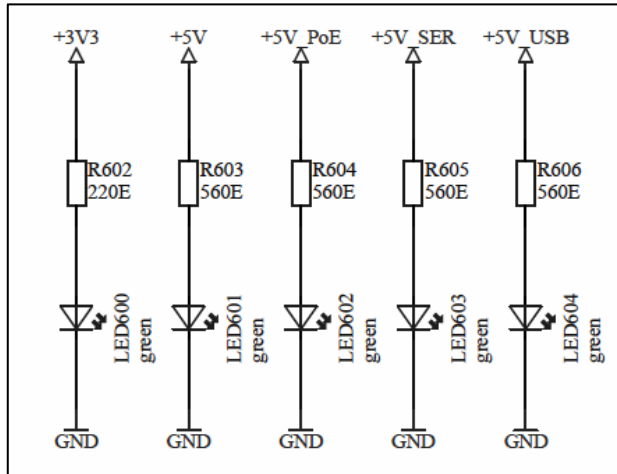 +3V3
+5V
+5V_PoE
+5V_SER
+5V_USB
R602
220E
R603
560E
R604
560E
R605
560E
R606
560E
LED600
green
LED601
green
LED602
green
LED603
green
LED604
green
GND
GND
GND
GND
GND